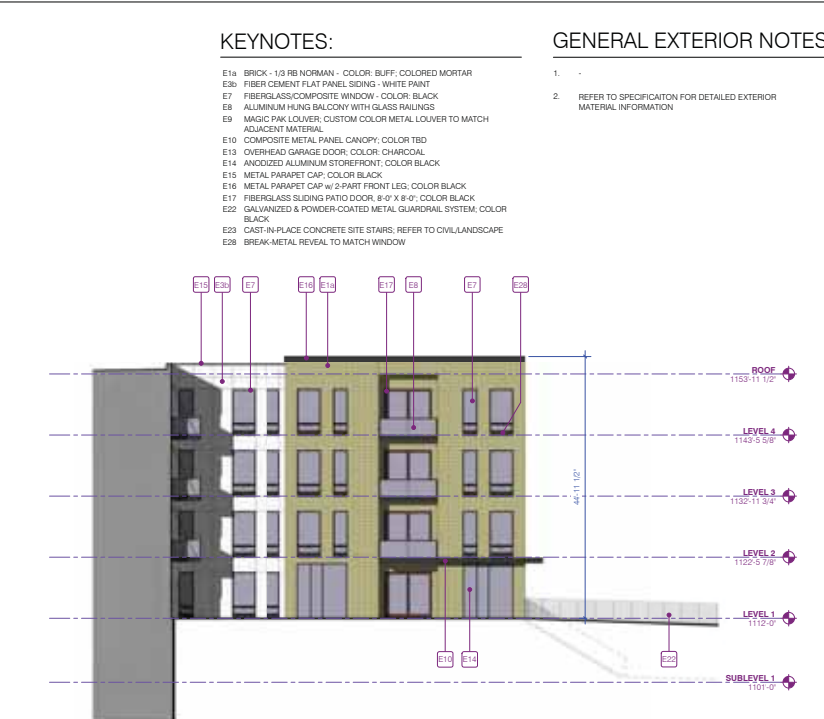 KEYNOTES:
E1a BRICK - 1/3 RB NORMAN - COLOR: BUFF; COLORED MORTAR
E3b FIBER CEMENT FLAT PANEL SIDING - WHITE PAINT
E7 FIBERGLASS/COMPOSITE WINDOW - COLOR: BLACK
E8 ALUMINUM HUNG BALCONY WITH GLASS RAILINGS
E9 MAGIC PAK LOUVER; CUSTOM COLOR METAL LOUVER TO MATCH
ADJACENT MATERIAL
E10 COMPOSITE METAL PANEL CANOPY; COLOR TBD
E13 OVERHEAD GARAGE DOOR; COLOR: CHARCOAL
E14 ANODIZED ALUMINUM STOREFRONT; COLOR BLACK
E15 METAL PARAPET CAP; COLOR BLACK
E16 METAL PARAPET CAP w/ 2-PART FRONT LEG; COLOR BLACK
E17 FIBERGLASS SLIDING PATIO DOOR, 8'-0" X 8'-0"; COLOR BLACK
E22 GALVANIZED & POWDER-COATED METAL GUARDRAIL SYSTEM; COLOR
BLACK
E23 CAST-IN-PLACE CONCRETE SITE STAIRS; REFER TO CIVIL/LANDSCAPE
E28 BREAK-METAL REVEAL TO MATCH WINDOW
GENERAL EXTERIOR NOTES
1. -
2. REFER TO SPECIFICAITON FOR DETAILED EXTERIOR
MATERIAL INFORMATION
E15 E3b E7 E16 E1a E17 E8 E7 E28
ROOF
1153'-11 1/2"
LEVEL 4
1143'-5 5/8"
44'-11 1/2"
LEVEL 3
1132'-11 3/4"
LEVEL 2
1122'-5 7/8"
LEVEL 1
1112'-0"
E10 E14 E22
SUBLEVEL 1
1101'-0"